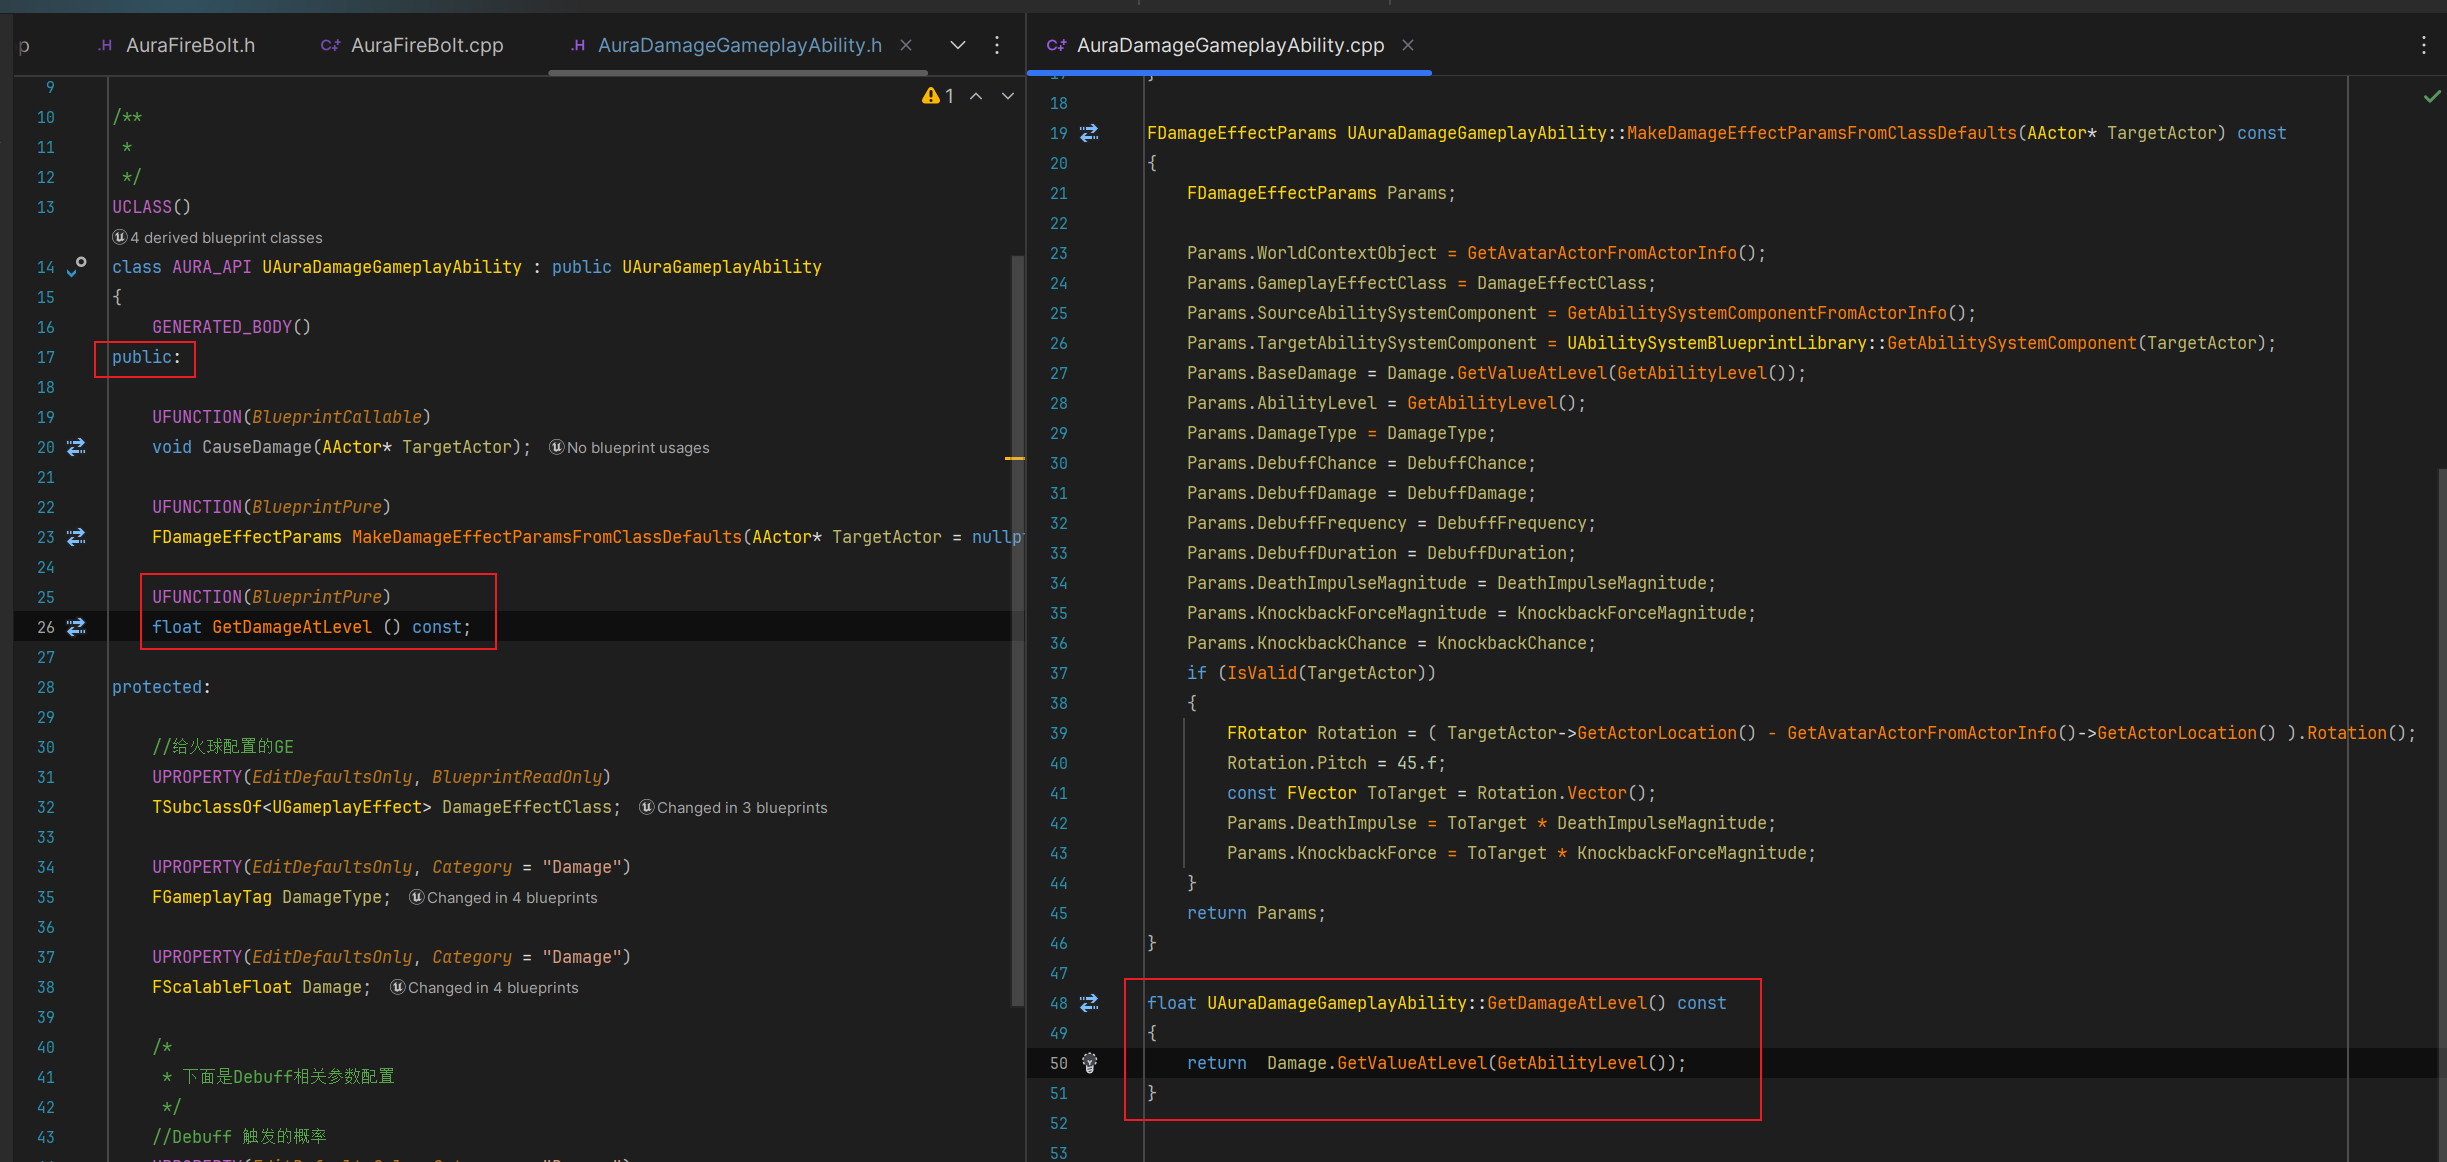 p
.H AuraFireBolt.h
C++ AuraFireBolt.cpp
.H AuraDamageGameplayAbility.h
1
9
10 /**
11 *
12 */
13 UCLASS()
4 derived blueprint classes
14 class AURA_API UAuraDamageGameplayAbility : public UAuraGameplayAbility
15 {
16 GENERATED_BODY()
17 public:
18
19 UFUNCTION(BlueprintCallable)
20 void CauseDamage(AActor* TargetActor); No blueprint usages
21
22 UFUNCTION(BlueprintPure)
23 FDamageEffectParams MakeDamageEffectParamsFromClassDefaults(AActor* TargetActor = nullp
24
25 UFUNCTION(BlueprintPure)
26 float GetDamageAtLevel () const;
27
28 protected:
29
30 //给火球配置的GE
31 UPROPERTY(EditDefaultsOnly, BlueprintReadOnly)
32 TSubclassOf<UGameplayEffect> DamageEffectClass; Changed in 3 blueprints
33
34 UPROPERTY(EditDefaultsOnly, Category = "Damage")
35 FGameplayTag DamageType; Changed in 4 blueprints
36
37 UPROPERTY(EditDefaultsOnly, Category = "Damage")
38 FScalableFloat Damage; Changed in 4 blueprints
39
40 /*
41 * 下面是Debuff相关参数配置
42 */
43 //Debuff 触发的概率
C++ AuraDamageGameplayAbility.cpp
18
19 FDamageEffectParams UAuraDamageGameplayAbility::MakeDamageEffectParamsFromClassDefaults(AActor* TargetActor) const
20 {
21 FDamageEffectParams Params;
22
23 Params.WorldContextObject = GetAvatarActorFromActorInfo();
24 Params.GameplayEffectClass = DamageEffectClass;
25 Params.SourceAbilitySystemComponent = GetAbilitySystemComponentFromActorInfo();
26 Params.TargetAbilitySystemComponent = UAbilitySystemBlueprintLibrary::GetAbilitySystemComponent(TargetActor);
27 Params.BaseDamage = Damage.GetValueAtLevel(GetAbilityLevel());
28 Params.AbilityLevel = GetAbilityLevel();
29 Params.DamageType = DamageType;
30 Params.DebuffChance = DebuffChance;
31 Params.DebuffDamage = DebuffDamage;
32 Params.DebuffFrequency = DebuffFrequency;
33 Params.DebuffDuration = DebuffDuration;
34 Params.DeathImpulseMagnitude = DeathImpulseMagnitude;
35 Params.KnockbackForceMagnitude = KnockbackForceMagnitude;
36 Params.KnockbackChance = KnockbackChance;
37 if (IsValid(TargetActor))
38 {
39 FRotator Rotation = ( TargetActor->GetActorLocation() - GetAvatarActorFromActorInfo()->GetActorLocation() ).Rotation();
40 Rotation.Pitch = 45.f;
41 const FVector ToTarget = Rotation.Vector();
42 Params.DeathImpulse = ToTarget * DeathImpulseMagnitude;
43 Params.KnockbackForce = ToTarget * KnockbackForceMagnitude;
44 }
45 return Params;
46 }
47
48 float UAuraDamageGameplayAbility::GetDamageAtLevel() const
49 {
50 return Damage.GetValueAtLevel(GetAbilityLevel());
51 }
52
53